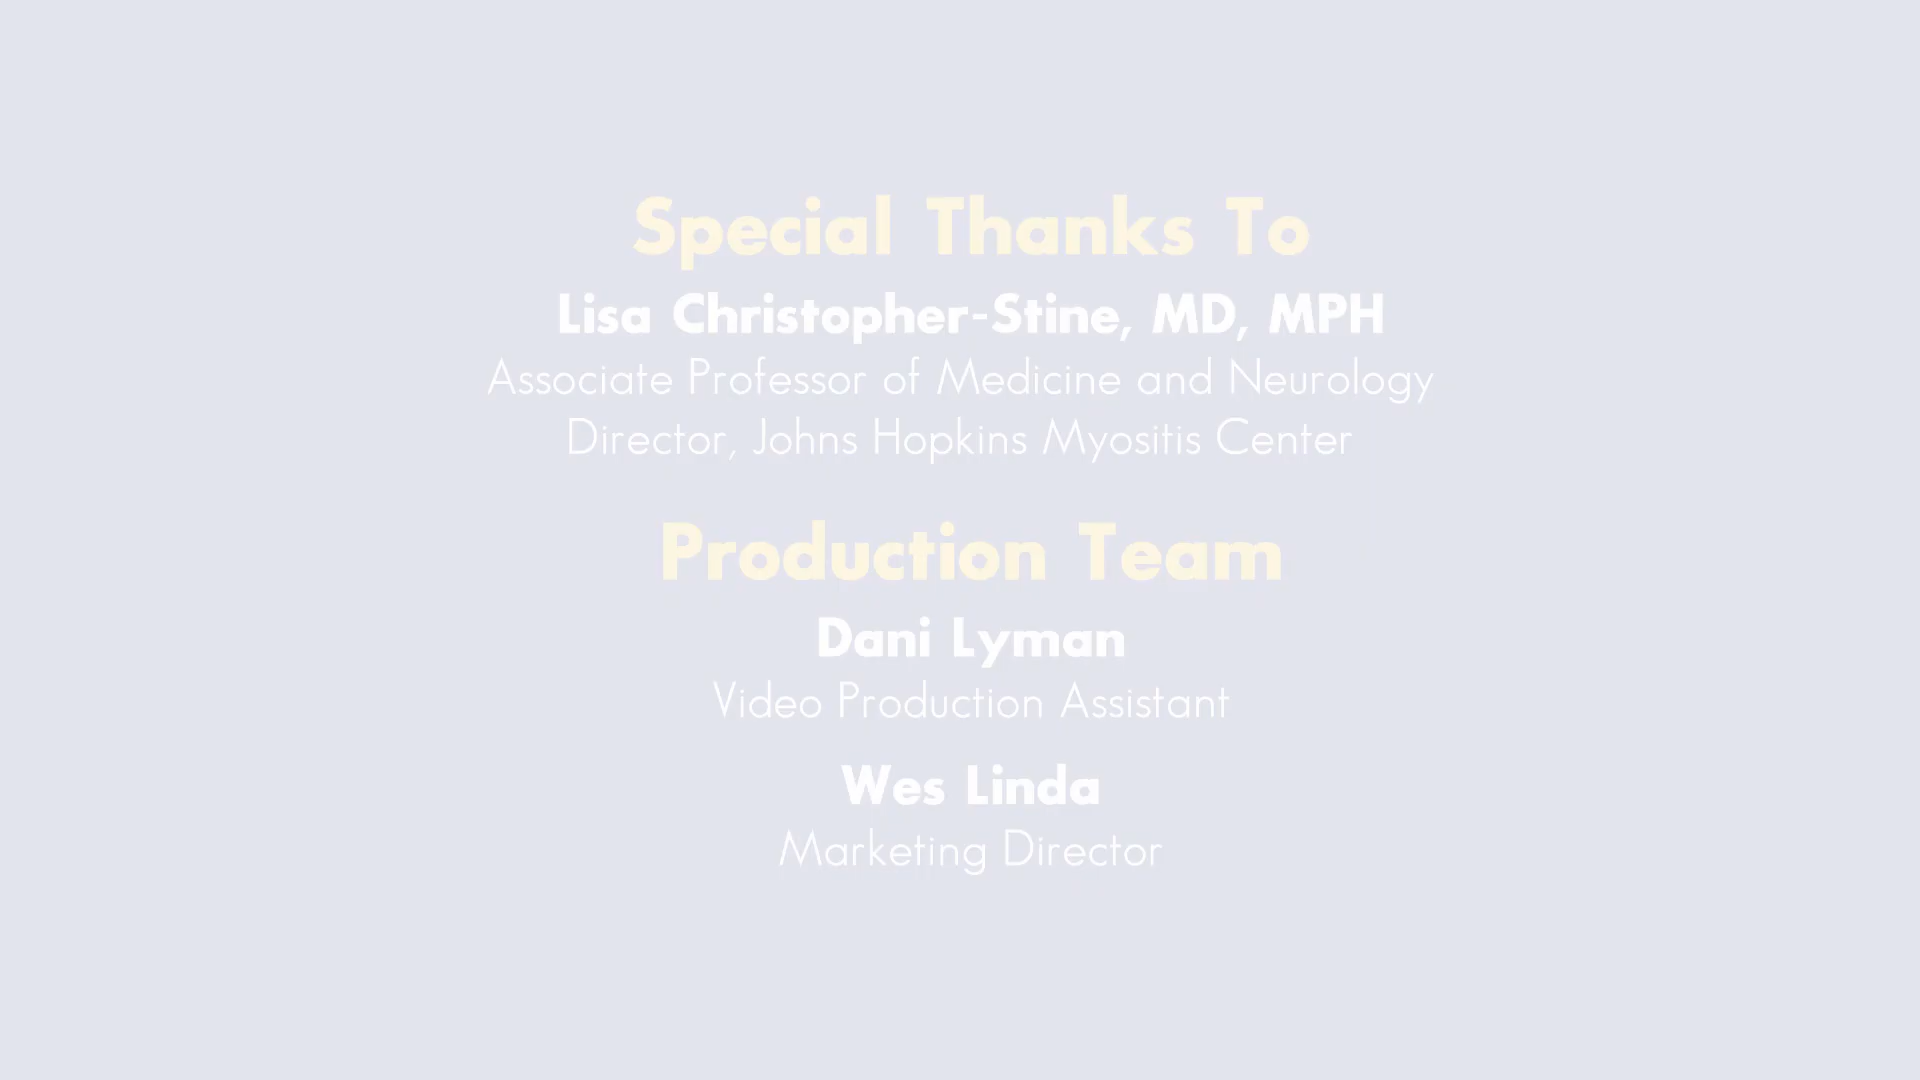 Special Thanks To
Lisa Christopher-Stine, MD, MPH
Associate Professor of Medicine and Neurology
Director, Johns Hopkins Myositis Center
Production Team
Dani Lyman
Video Production Assistant
Wes Linda
Marketing Director